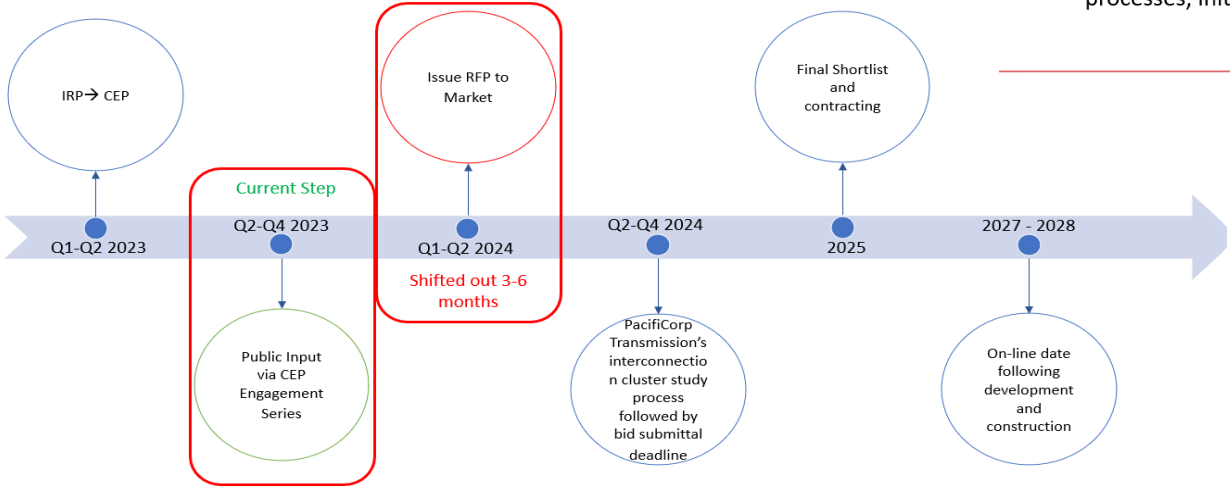 processes,
IRP→ CEP
Issue RFP to
Market
Final Shortlist
and
contracting
Current Step
Q1-Q2 2023
Q2-Q4 2023
Q1-Q2 2024
Q2-Q4 2024
2025
2027 - 2028
Shifted out 3-6
months
Public Input
via CEP
Engagement
Series
PacifiCorp
Transmission’s
interconnectio
n cluster study
process
followed by
bid submittal
deadline
On-line date
following
development
and
construction